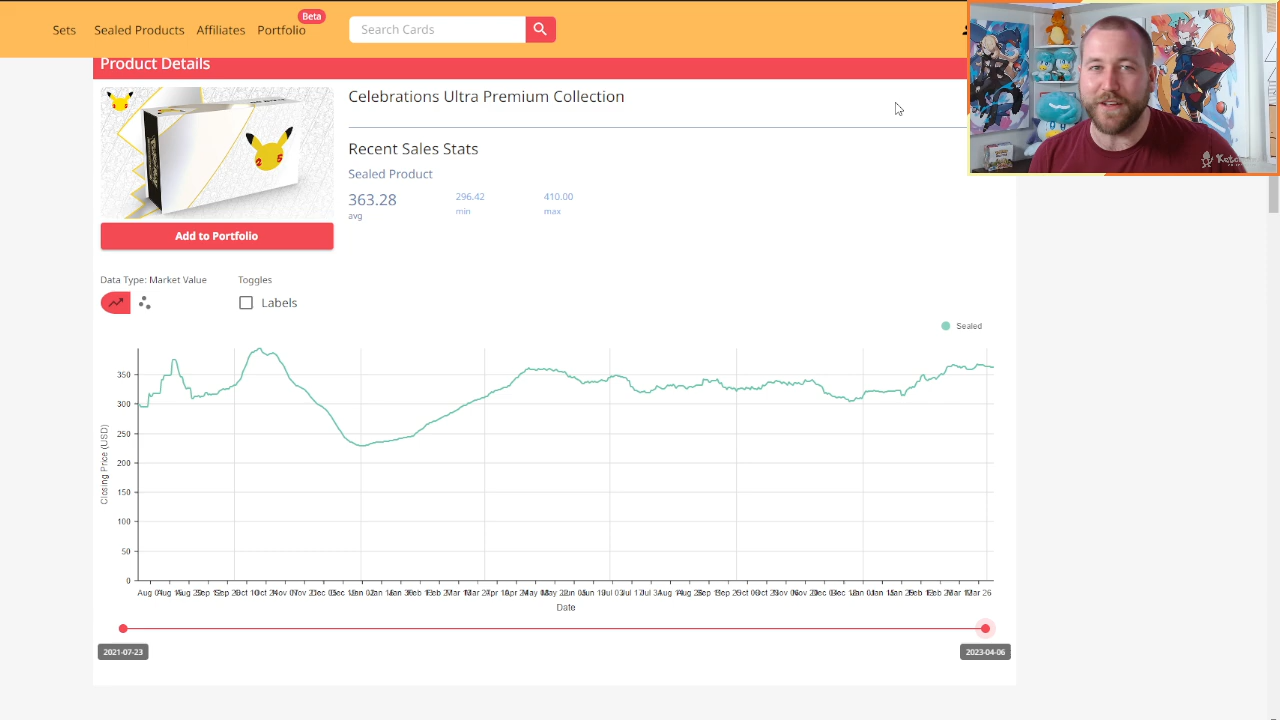 Beta
Sets Sealed Products Affiliates Portfolio
Search Cards
Product Details
Celebrations Ultra Premium Collection
Recent Sales Stats
Sealed Product
363.28 296.42 410.00
avg min max
Add to Portfolio
Data Type: Market Value Toggles
Labels
Sealed
350
300
250
200
150
100
50
0
Closing Price (USD)
Date
2021-07-23 2023-04-06